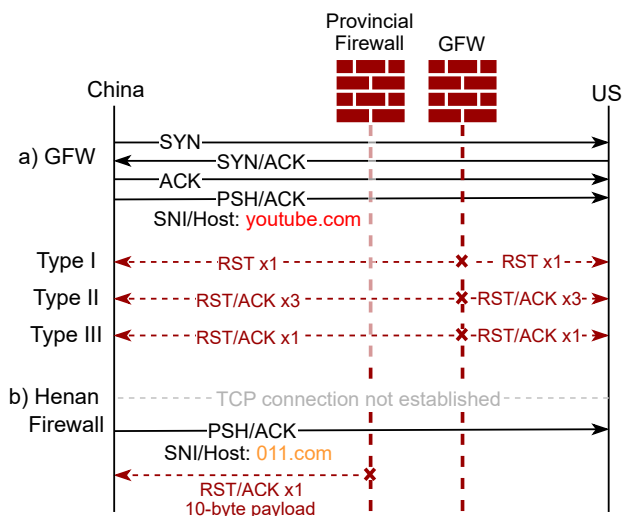 Provincial
Firewall
GFW
China
US
a) GFW
SYN
SYN/ACK
ACK
PSH/ACK
SNI/Host: youtube.com
Type I
RST x1
RST x1
Type II
RST/ACK x3
RST/ACK x3
Type III
RST/ACK x1
RST/ACK x1
b) Henan
Firewall
TCP connection not established
PSH/ACK
SNI/Host: 011.com
RST/ACK x1
10-byte payload